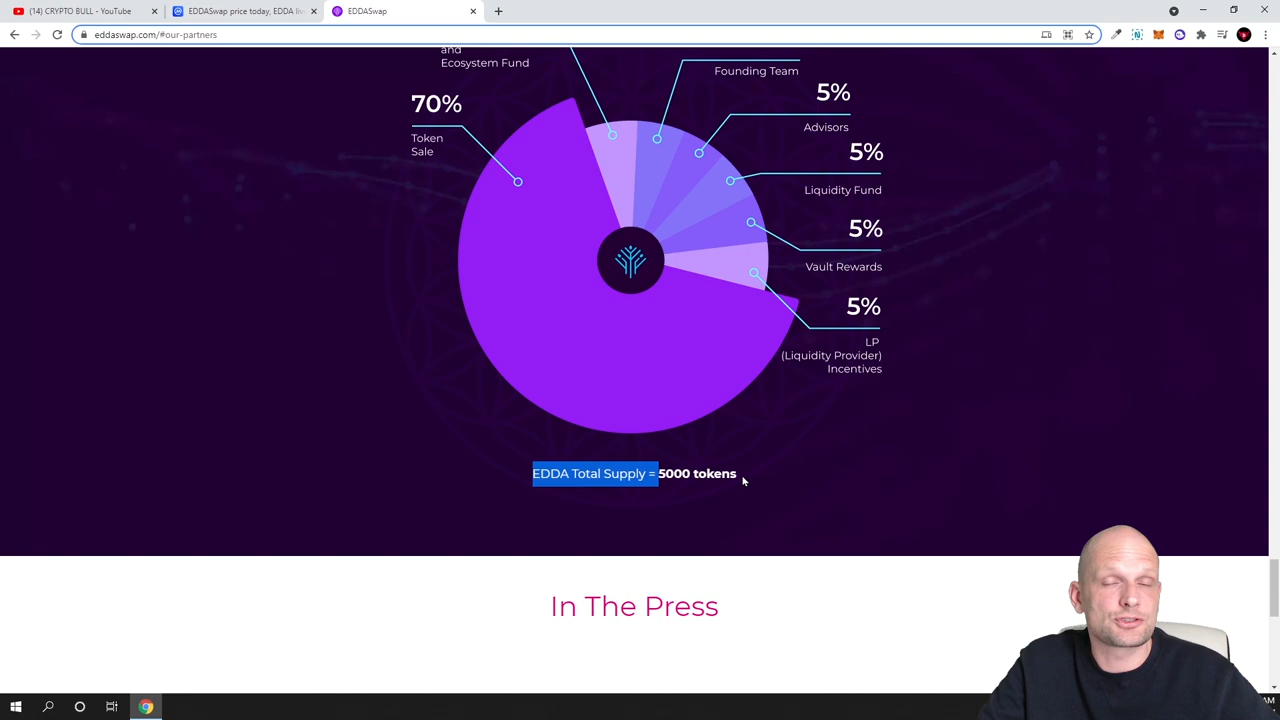 (14) CRYPTO BULL - YouTube
EDDASwap price today, EDDA liv
EDDASwap
eddaswap.com/#our-partners
and
Ecosystem Fund
70%
Token
Sale
Founding Team
5%
Advisors
5%
Liquidity Fund
5%
Vault Rewards
5%
LP
(Liquidity Provider)
Incentives
EDDA Total Supply = 5000 tokens
In The Press
AM